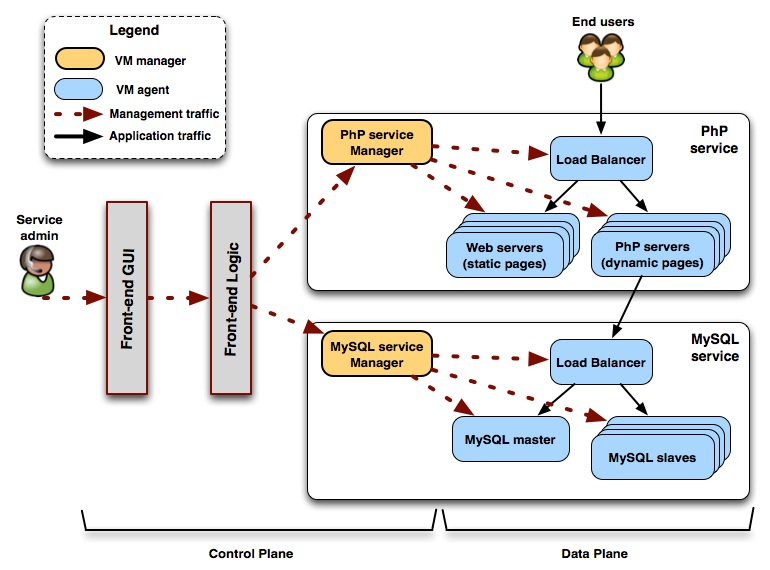 Legend
VM manager
VM agent
Management traffic
Application traffic
End users
PhP service
Manager
Load Balancer
PhP
service
Web servers
(static pages)
PhP servers
(dynamic pages)
Service
admin
Front-end GUI
Front-end Logic
MySQL service
Manager
Load Balancer
MySQL
service
MySQL master
MySQL slaves
Control Plane
Data Plane